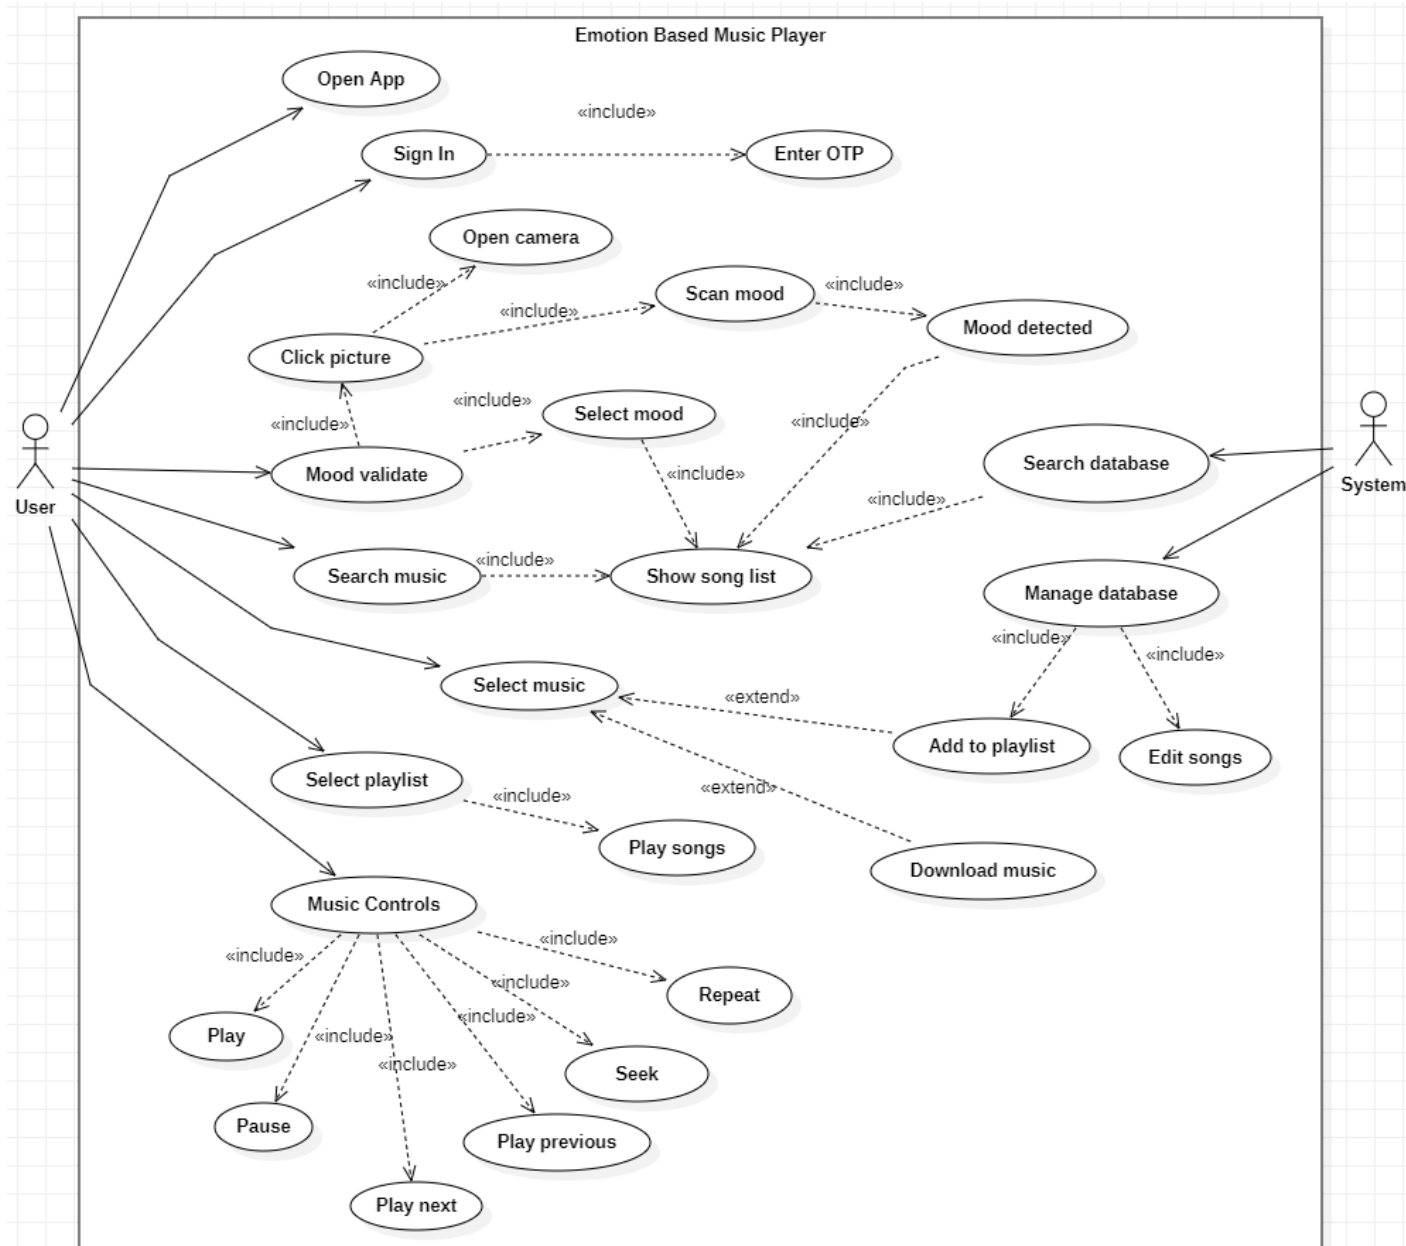 Emotion Based Music Player
Open App
«include»
Sign In
Enter OTP
Open camera
«include»
Scan mood
«include»
«include»
Mood detected
Click picture
«include»
Select mood
«include»
«include»
Mood validate
«include»
Search database
«include»
System
User
Search music
«include»
Show song list
Manage database
«include»
«include»
Select music
«extend»
Add to playlist
Edit songs
Select playlist
«include»
«extend»
Play songs
Download music
Music Controls
«include»
«include»
«include»
Repeat
«include»
Play
«include»
«include»
Seek
Pause
Play previous
Play next